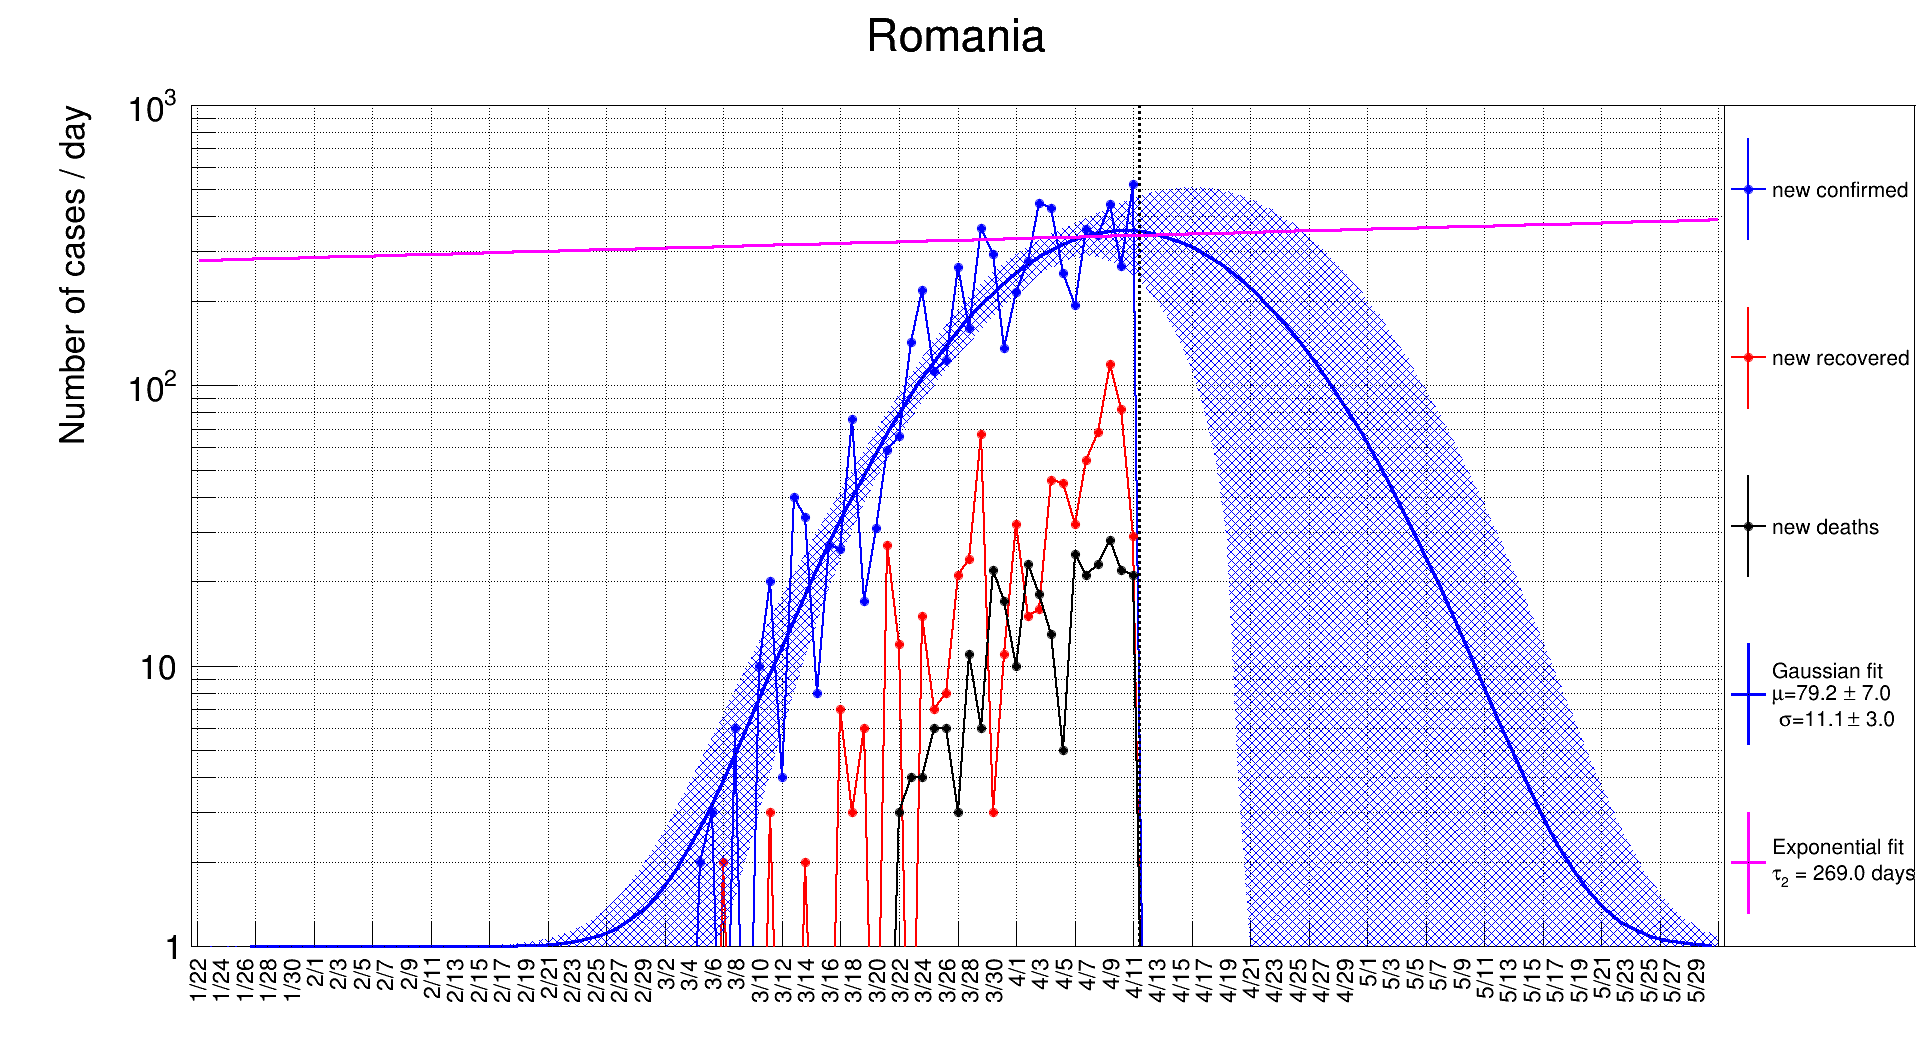 Romania
Number of cases / day
10³
10²
10
1
1/22 1/24 1/26 1/28 1/30 2/1 2/3 2/5 2/7 2/9 2/11 2/13 2/15 2/17 2/19 2/21 2/23 2/25 2/27 2/29 3/2 3/4 3/6 3/8 3/10 3/12 3/14 3/16 3/18 3/20 3/22 3/24 3/26 3/28 3/30 4/1 4/3 4/5 4/7 4/9 4/11 4/13 4/15 4/17 4/19 4/21 4/23 4/25 4/27 4/29 5/1 5/3 5/5 5/7 5/9 5/11 5/13 5/15 5/17 5/19 5/21 5/23 5/25 5/27 5/29
new confirmed
new recovered
new deaths
Gaussian fit
μ=79.2 ± 7.0
σ=11.1 ± 3.0
Exponential fit
τ₂ = 269.0 days